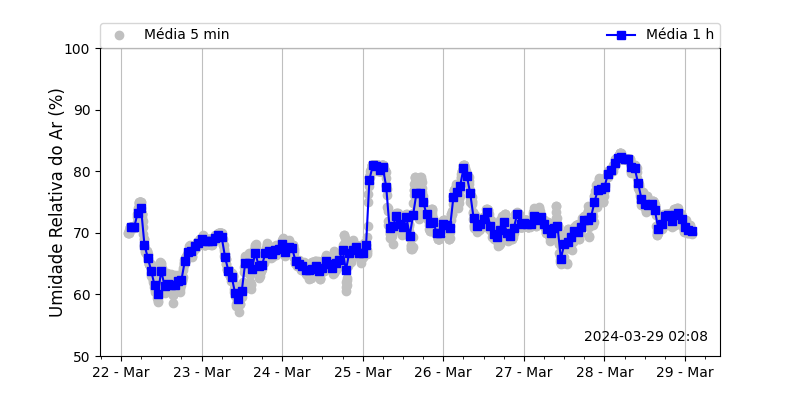 Média 5 min
Média 1 h
Umidade Relativa do Ar (%)
100
90
80
70
60
50
2024-03-29 02:08
22 - Mar
23 - Mar
24 - Mar
25 - Mar
26 - Mar
27 - Mar
28 - Mar
29 - Mar